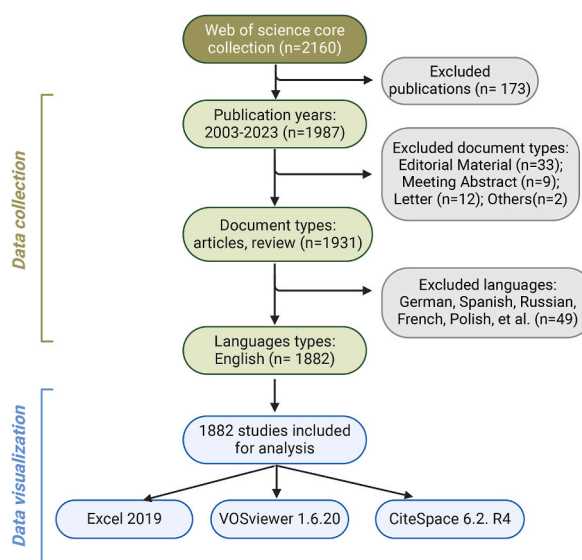 Web of science core
collection (n=2160)
Excluded
publications (n= 173)
Publication years:
2003-2023 (n=1987)
Excluded document types:
Editorial Material (n=33);
Meeting Abstract (n=9);
Letter (n=12); Others(n=2)
Data collection
Document types:
articles, review (n=1931)
Excluded languages:
German, Spanish, Russian,
French, Polish, et al. (n=49)
Languages types:
English (n= 1882)
Data visualization
1882 studies included
for analysis
Excel 2019
VOSviewer 1.6.20
CiteSpace 6.2. R4